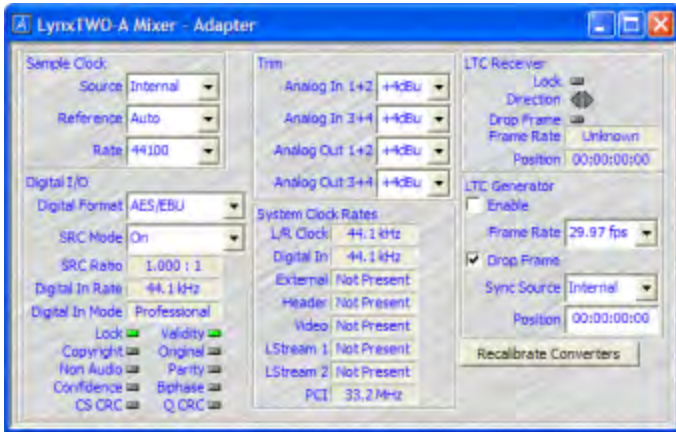 LynxTWO-A Mixer - Adapter
Sample Clock
Source Internal
Reference Auto
Rate 44100
Digital I/O
Digital Format AES/EBU
SRC Mode On
SRC Ratio 1.000 : 1
Digital In Rate 44.1 kHz
Digital In Mode Professional
Lock Validity
Copyright Original
Non Audio Parity
Confidence Biphase
CS CRC Q CRC
Trim
Analog In 1+2 +4dBu
Analog In 3+4 +4dBu
Analog Out 1+2 +4dBu
Analog Out 3+4 +4dBu
System Clock Rates
L/R Clock 44.1 kHz
Digital In 44.1 kHz
External Not Present
Header Not Present
Video Not Present
LStream 1 Not Present
LStream 2 Not Present
PCI 33.2 MHz
LTC Receiver
Lock
Direction
Drop Frame
Frame Rate Unknown
Position 00:00:00:00
LTC Generator
Enable
Frame Rate 29.97 fps
Drop Frame
Sync Source Internal
Position 00:00:00:00
Recalibrate Converters